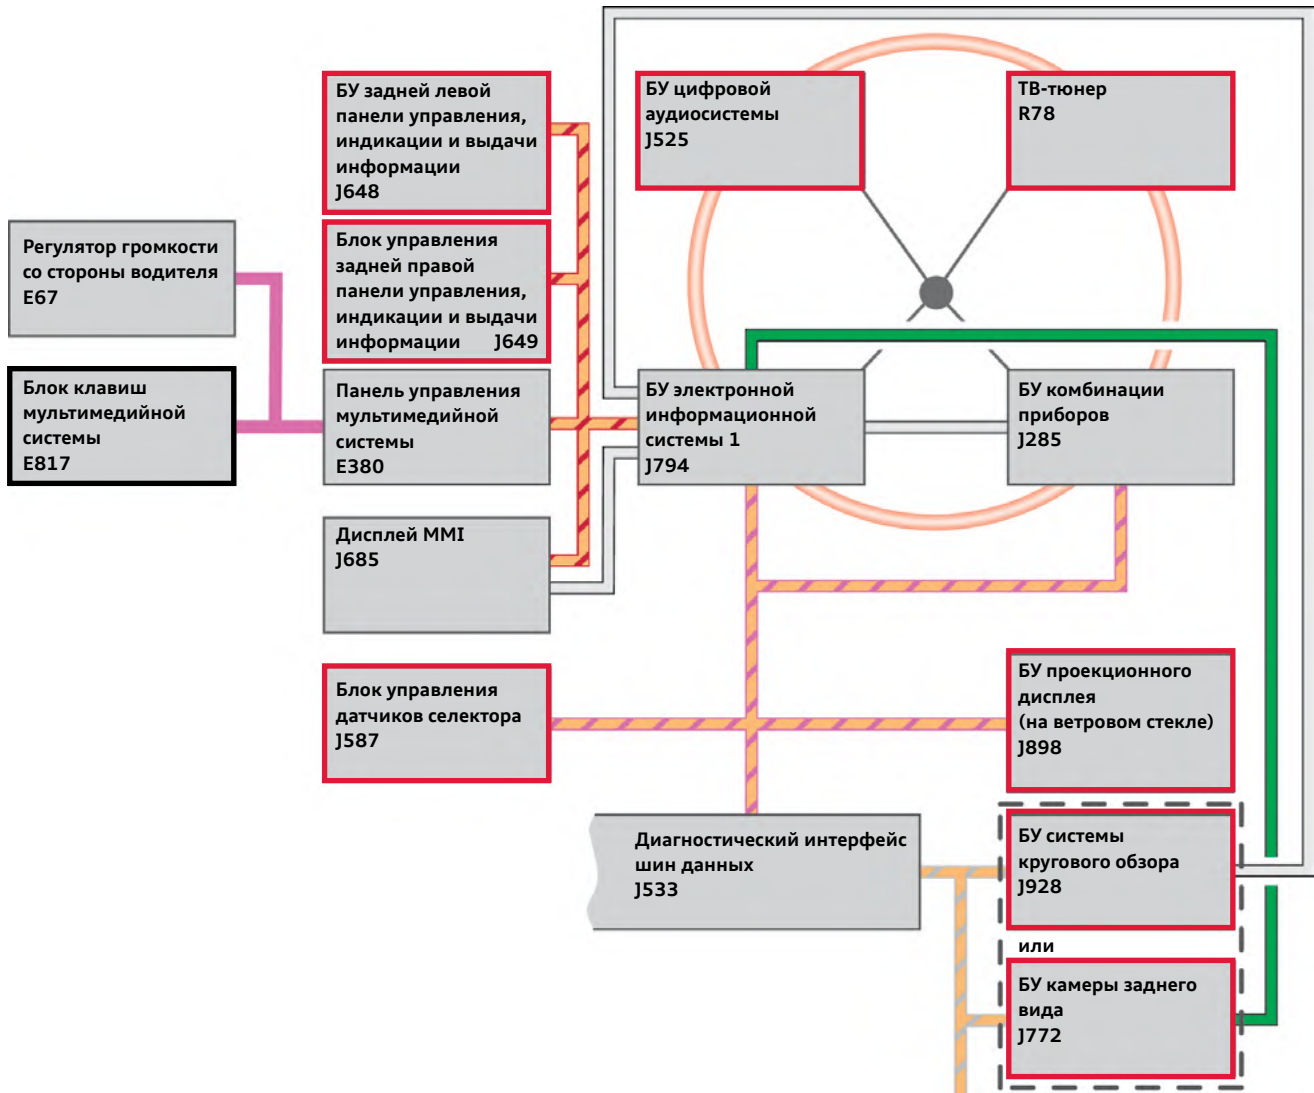 БУ задней левой
панели управления,
индикации и выдачи
информации
J648
БУ цифровой
аудиосистемы
J525
ТВ-тюнер
R78
Регулятор громкости
со стороны водителя
E67
Блок управления
задней правой
панели управления,
индикации и выдачи
информации J649
Блок клавиш
мультимедийной
системы
E817
Панель управления
мультимедийной
системы
E380
БУ электронной
информационной
системы 1
J794
БУ комбинации
приборов
J285
Дисплей MMI
J685
Блок управления
датчиков селектора
J587
БУ проекционного
дисплея
(на ветровом стекле)
J898
Диагностический интерфейс
шин данных
J533
БУ системы
кругового обзора
J928
или
БУ камеры заднего
вида
J772